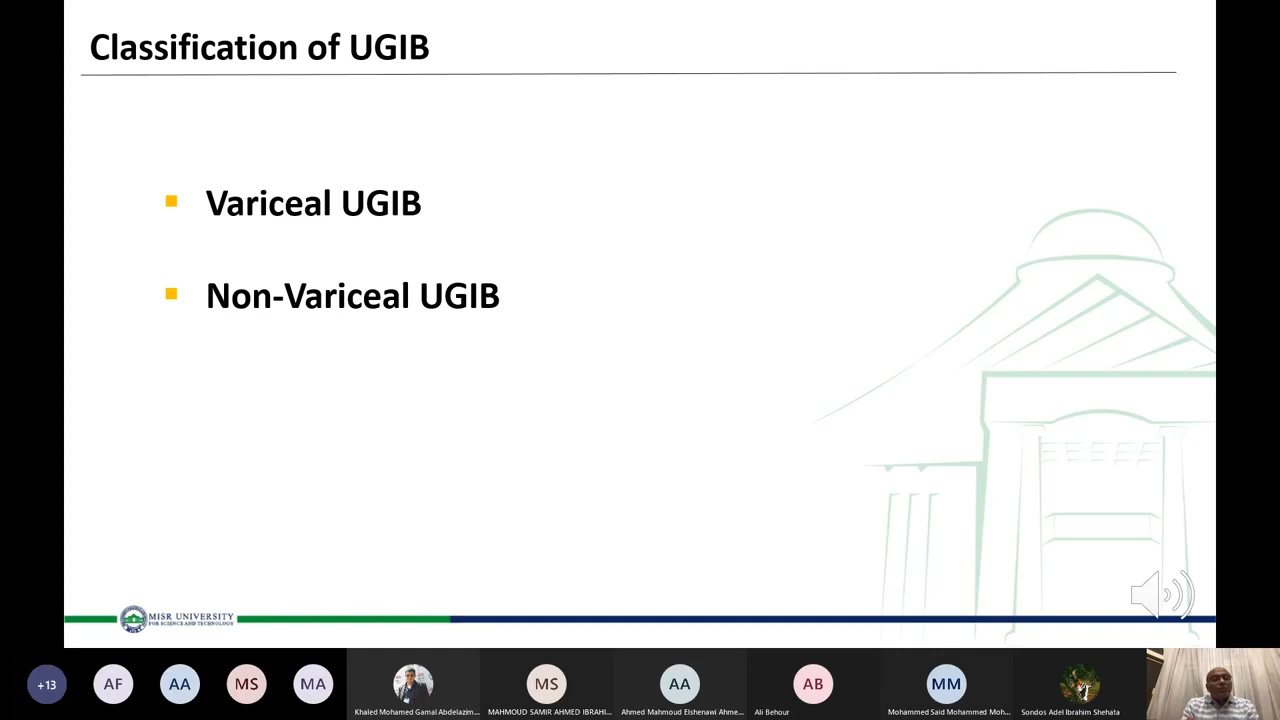 Classification of UGIB
Variceal UGIB
Non-Variceal UGIB
MISR UNIVERSITY
FOR SCIENCE AND TECHNOLOGY
+13
AF
AA
MS
MA
MS
AA
AB
MM
Khaled Mohamed Gamal Abdelazim...
MAHMOUD SAMIR AHMED IBRAHI...
Ahmed Mahmoud Elshenawi Ahme...
Ali Behour
Mohammed Said Mohammed Moh...
Sondos Adel Ibrahim Shehata